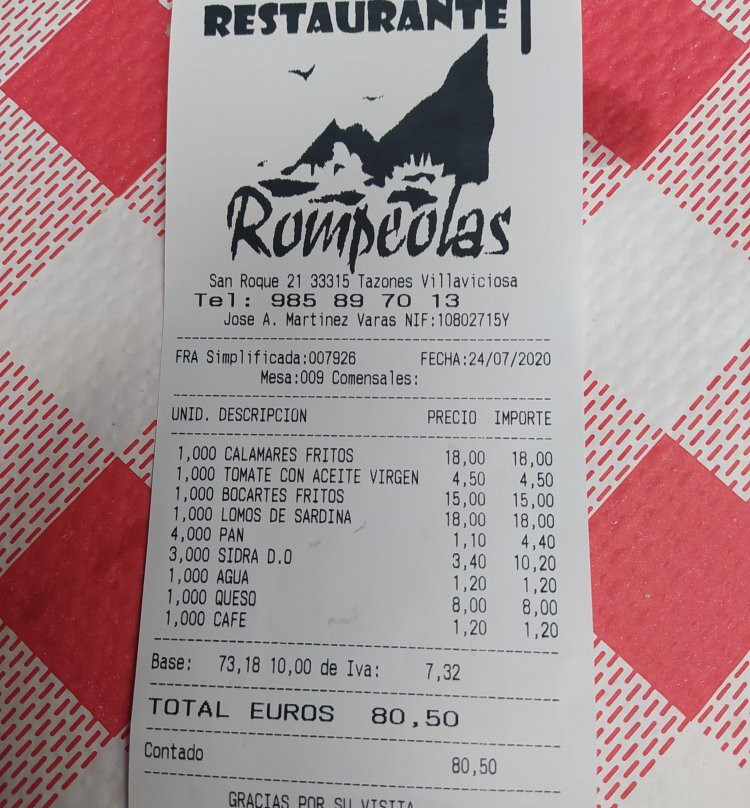 RESTAURANTE
Rompeolas
San Roque 21 33315 Tazones Villaviciosa
Tel: 985 89 70 13
Jose A. Martinez Varas NIF:10802715Y
FRA Simplificada:007926 FECHA:24/07/2020
Mesa:009 Comensales:
UNID. DESCRIPCION PRECIO IMPORTE
1,000 CALAMARES FRITOS 18,00 18,00
1,000 TOMATE CON ACEITE VIRGEN 4,50 4,50
1,000 BOCARTES FRITOS 15,00 15,00
1,000 LOMOS DE SARDINA 18,00 18,00
4,000 PAN 1,10 4,40
3,000 SIDRA D.O 3,40 10,20
1,000 AGUA 1,20 1,20
1,000 QUESO 8,00 8,00
1,000 CAFE 1,20 1,20
Base: 73,18 10,00 de Iva: 7,32
TOTAL EUROS 80,50
Contado 80,50
GRACIAS POR SU VISITA